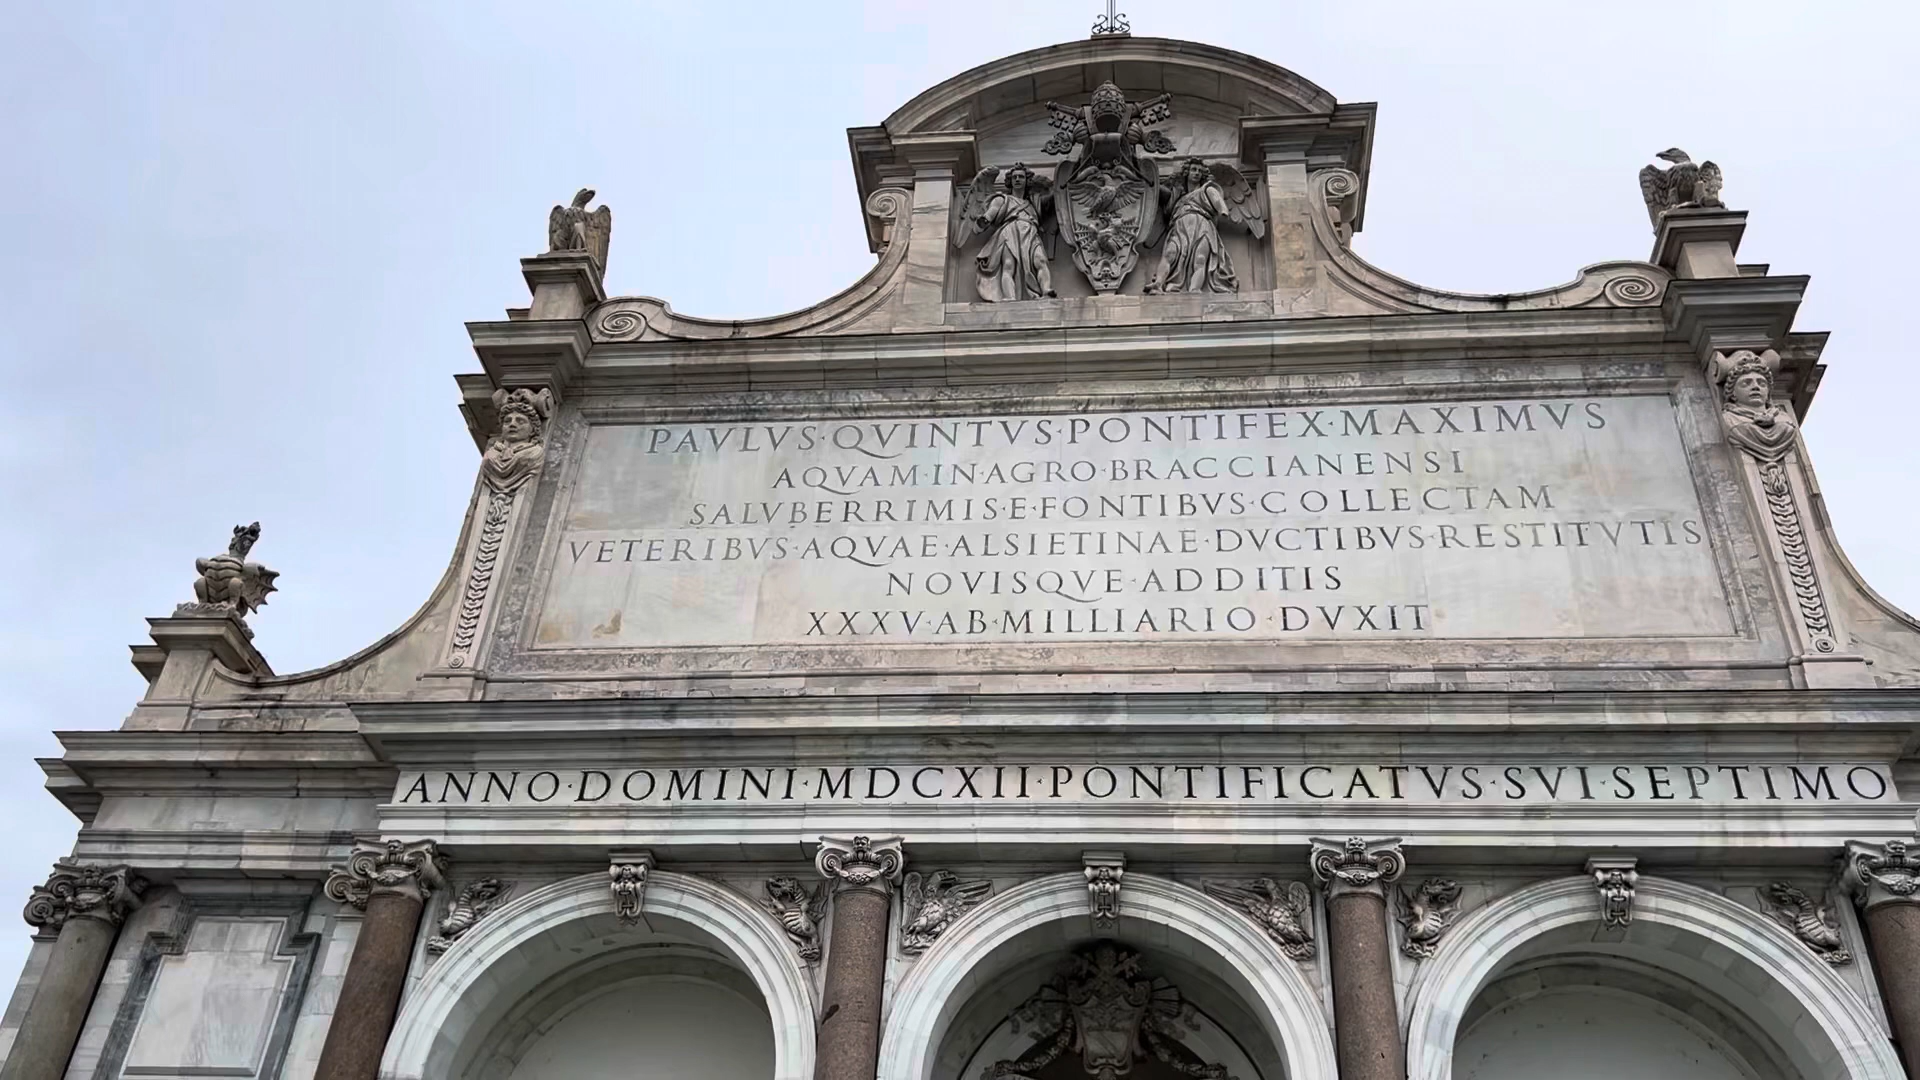 PAVLVS·QVINTVS·PONTIFEX·MAXIMVS
AQVAM·IN·AGRO·BRACCIANENSI
SALVBERRIMIS·E·FONTIBVS·COLLECTAM
VETERIBVS·AQVAE·ALSIETINAE·DVCTIBVS·RESTITVTIS
NOVISQVE·ADDITIS
XXXV·AB·MILLIARIO·DVXIT
ANNO·DOMINI·MDCXII·PONTIFICATVS·SVI·SEPTIMO